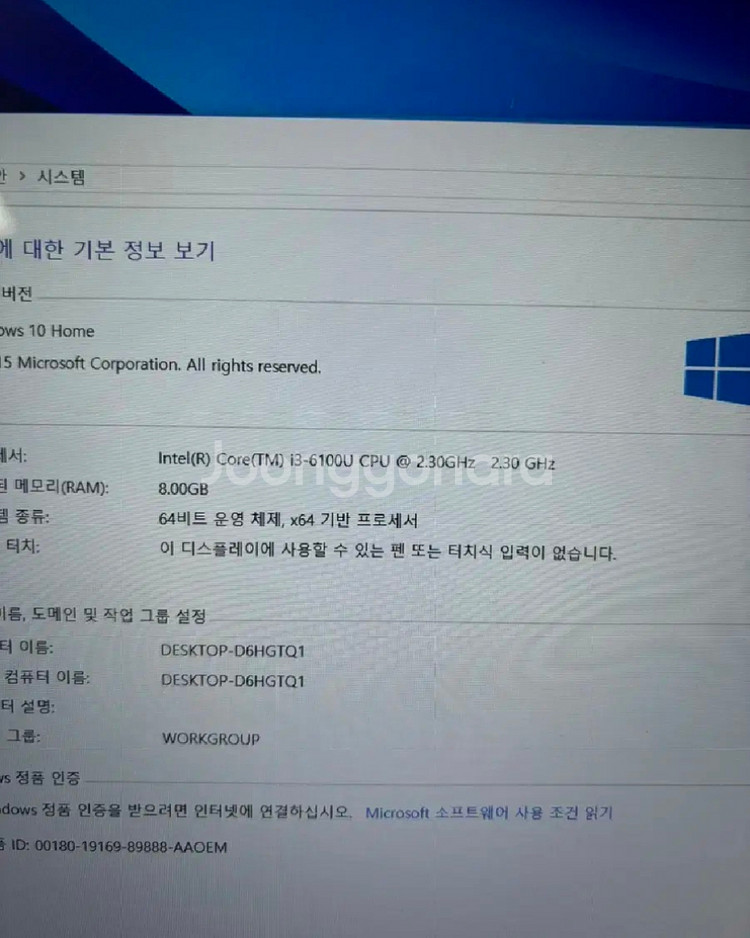 안 > 시스템
에 대한 기본 정보 보기
버전
ows 10 Home
15 Microsoft Corporation. All rights reserved.
세서: Intel(R) Core(TM) i3-6100U CPU @ 2.30GHz 2.30 GHz
된 메모리(RAM): 8.00GB
템 종류: 64비트 운영 체제, x64 기반 프로세서
터치: 이 디스플레이에 사용할 수 있는 펜 또는 터치식 입력이 없습니다.
Joonggonara
이름, 도메인 및 작업 그룹 설정
터 이름: DESKTOP-D6HGTQ1
컴퓨터 이름: DESKTOP-D6HGTQ1
터 설명:
그룹: WORKGROUP
ws 정품 인증
ndows 정품 인증을 받으려면 인터넷에 연결하십시오. Microsoft 소프트웨어 사용 조건 읽기
품 ID: 00180-19169-89888-AAOEM